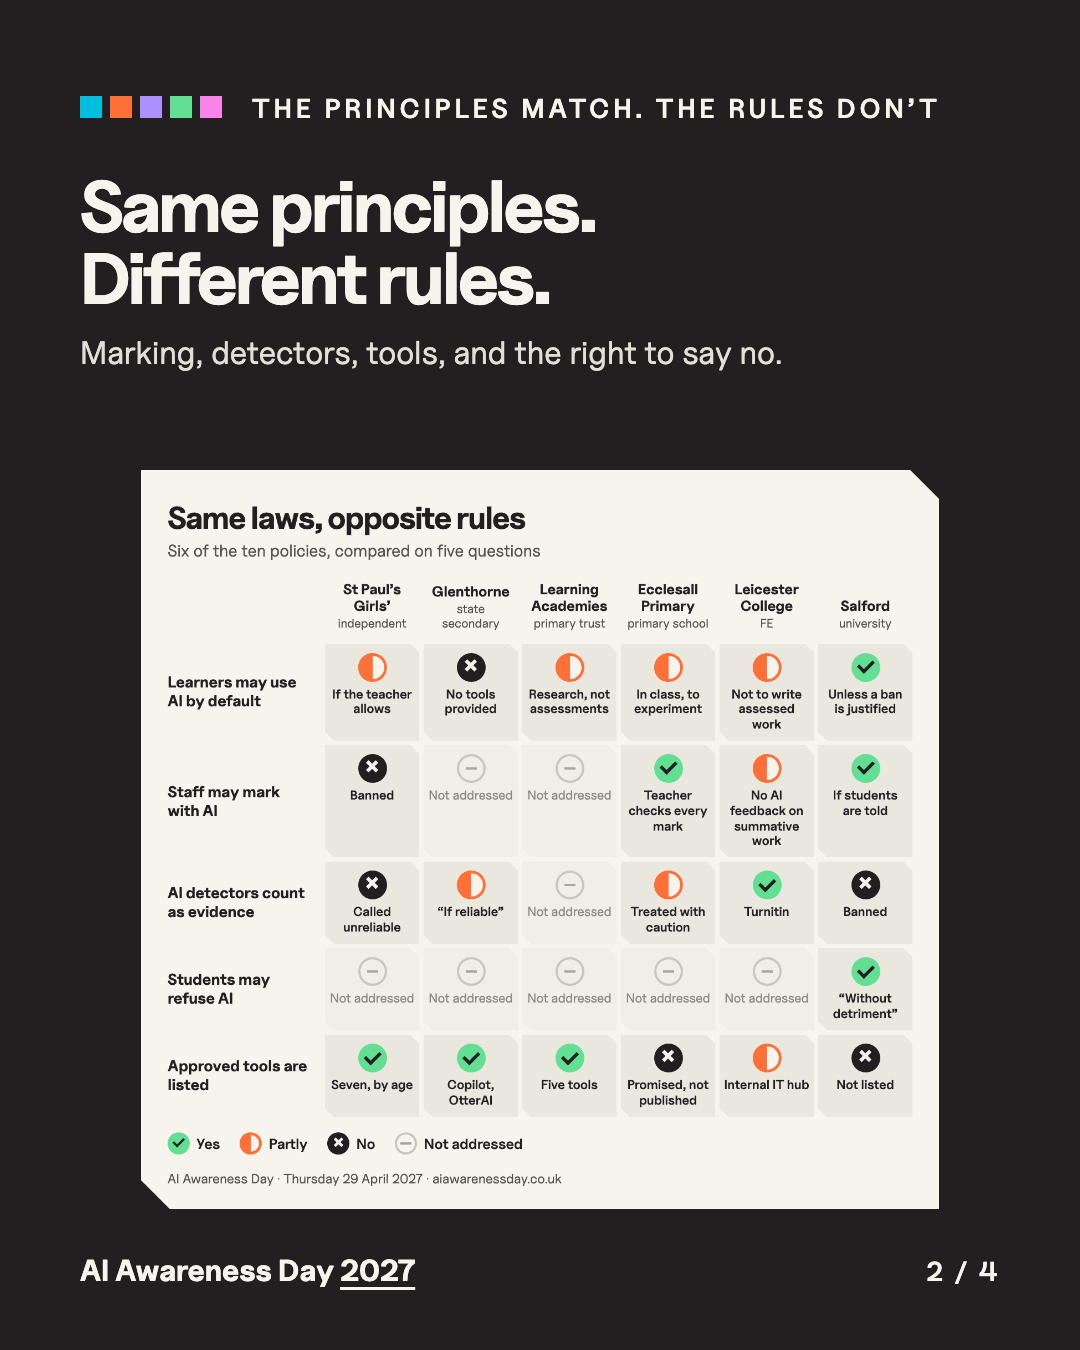 THE PRINCIPLES MATCH. THE RULES DON’T
Same principles.
Different rules.
Marking, detectors, tools, and the right to say no.
Same laws, opposite rules
Six of the ten policies, compared on five questions
St Paul’s
Girls’
independent
Glenthorne
state
secondary
Learning
Academies
primary trust
Ecclesall
Primary
primary school
Leicester
College
FE
Salford
university
Learners may use
AI by default
If the teacher
allows
No tools
provided
Research, not
assessments
In class, to
experiment
Not to write
assessed
work
Unless a ban
is justified
Staff may mark
with AI
Banned
Not addressed
Not addressed
Teacher
checks every
mark
No AI
feedback on
summative
work
If students
are told
AI detectors count
as evidence
Called
unreliable
“If reliable”
Not addressed
Treated with
caution
Turnitin
Banned
Students may
refuse AI
Not addressed
Not addressed
Not addressed
Not addressed
Not addressed
“Without
detriment”
Approved tools are
listed
Seven, by age
Copilot,
OtterAI
Five tools
Promised, not
published
Internal IT hub
Not listed
Yes
Partly
No
Not addressed
AI Awareness Day · Thursday 29 April 2027 · aiawarenessday.co.uk
AI Awareness Day 2027
2 / 4